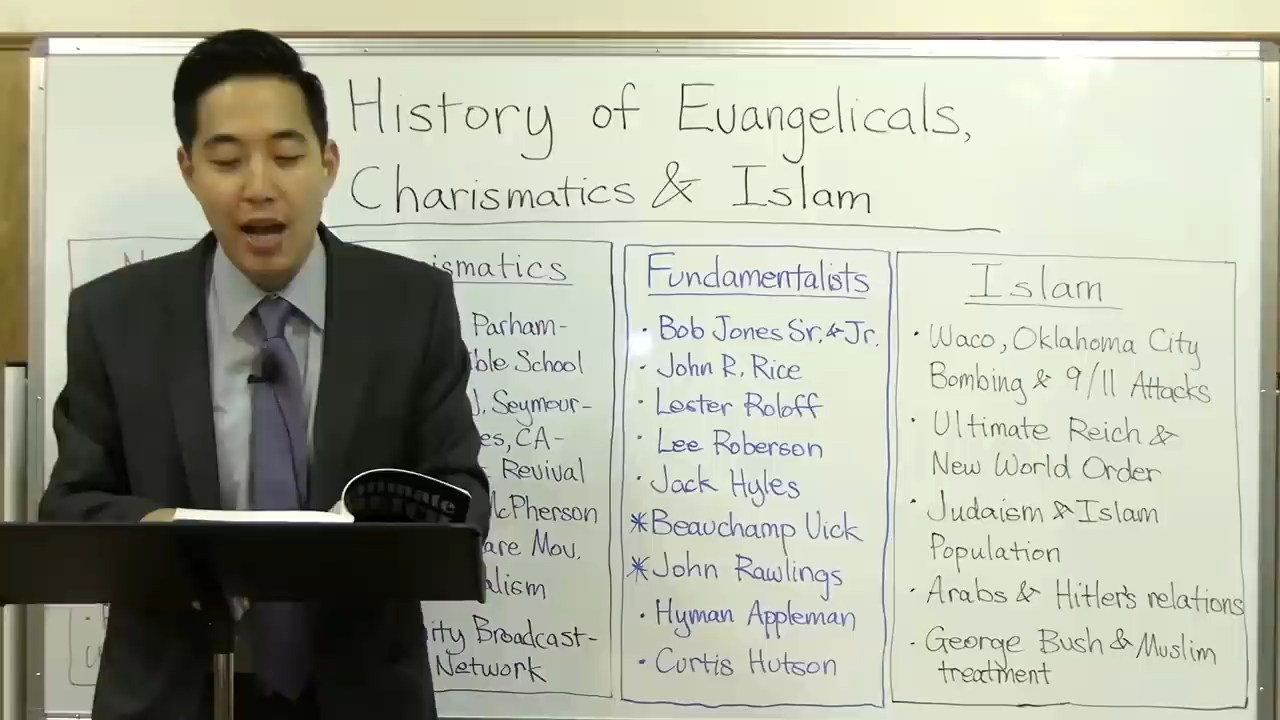 History of Evangelicals,
Charismatics & Islam
ismatics
Parham-
ible School
J. Seymour-
es, CA-
Revival
McPherson
are Mov.
alism
ity Broadcast-
Network
Fundamentalists
· Bob Jones Sr. & Jr.
· John R. Rice
· Lester Roloff
· Lee Roberson
· Jack Hyles
* Beauchamp Vick
* John Rawlings
· Hyman Appleman
· Curtis Hutson
Islam
· Waco, Oklahoma City
Bombing & 9/11 Attacks
· Ultimate Reich &
New World Order
· Judaism & Islam
Population
· Arabs & Hitler's relations
· George Bush & Muslim
treatment